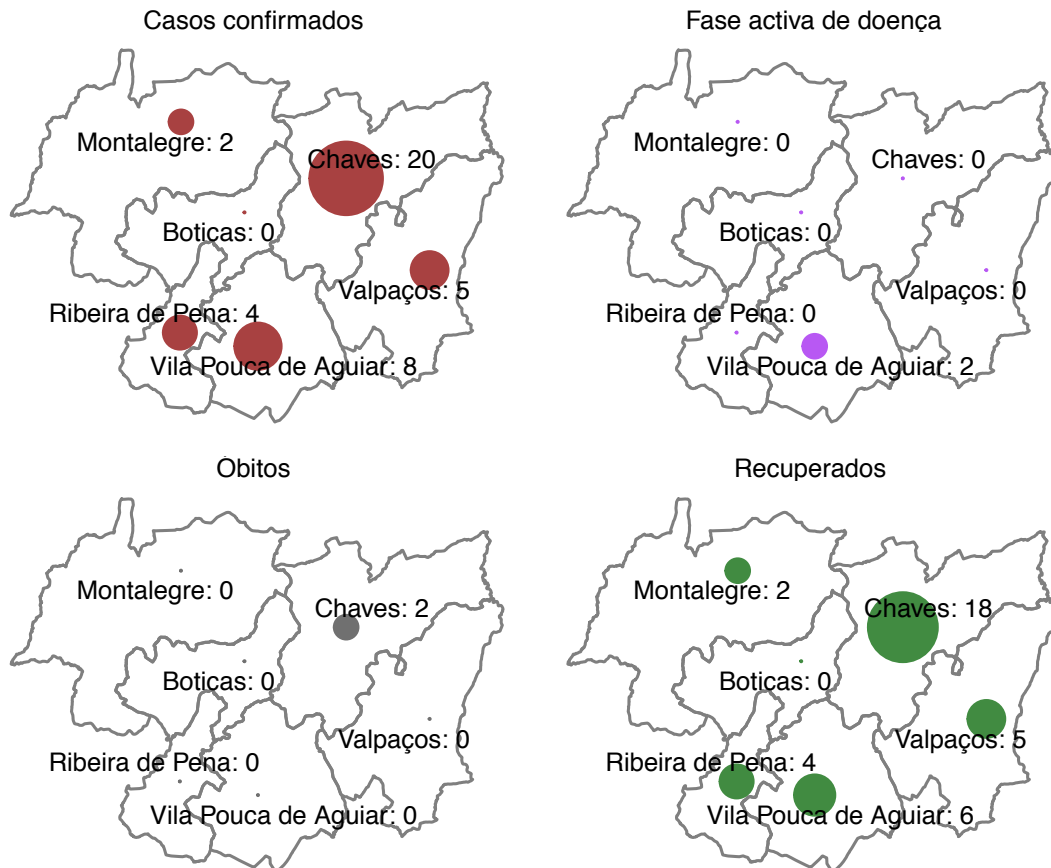 Casos confirmados
Montalegre: 2
Chaves: 20
Boticas: 0
Valpaços: 5
Ribeira de Pena: 4
Vila Pouca de Aguiar: 8
Fase activa de doença
Montalegre: 0
Chaves: 0
Boticas: 0
Valpaços: 0
Ribeira de Pena: 0
Vila Pouca de Aguiar: 2
Óbitos
Montalegre: 0
Chaves: 2
Boticas: 0
Valpaços: 0
Ribeira de Pena: 0
Vila Pouca de Aguiar: 0
Recuperados
Montalegre: 2
Chaves: 18
Boticas: 0
Valpaços: 5
Ribeira de Pena: 4
Vila Pouca de Aguiar: 6